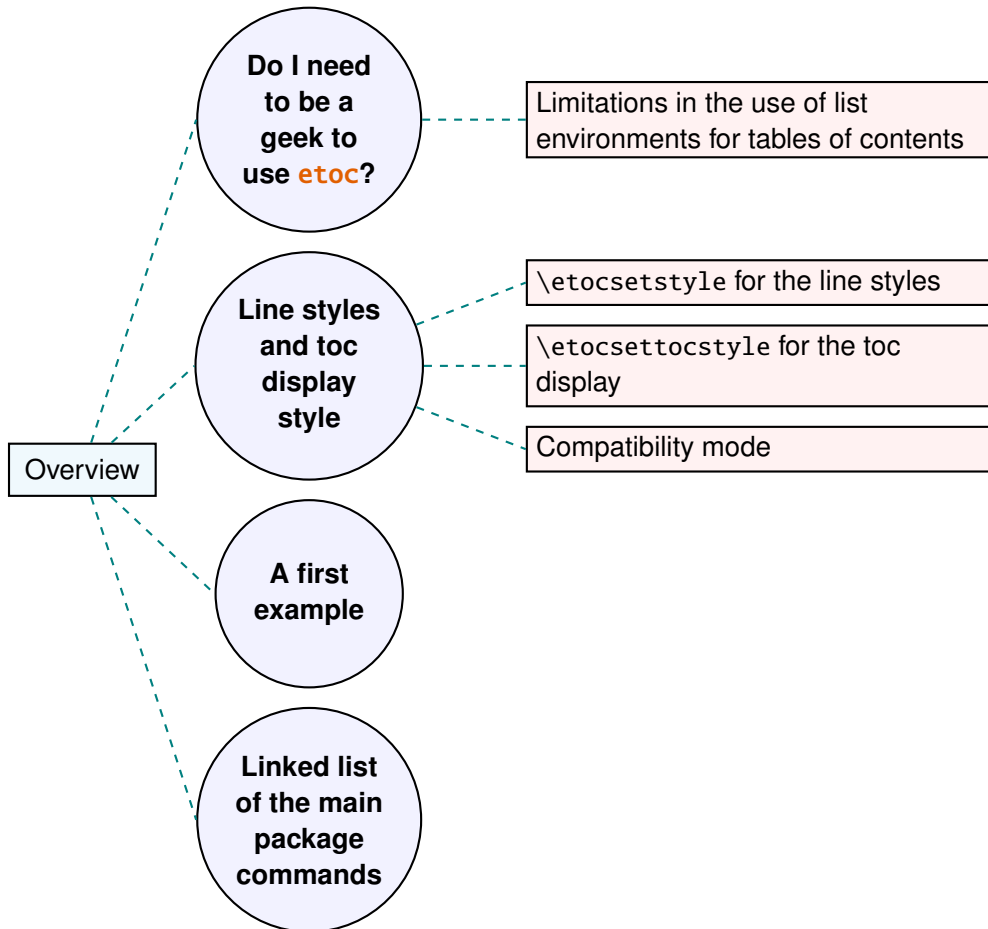 Overview
Do I need
to be a
geek to
use etoc?
Limitations in the use of list
environments for tables of contents
Line styles
and toc
display
style
\etocsetstyle for the line styles
\etocsettocstyle for the toc
display
Compatibility mode
A first
example
Linked list
of the main
package
commands